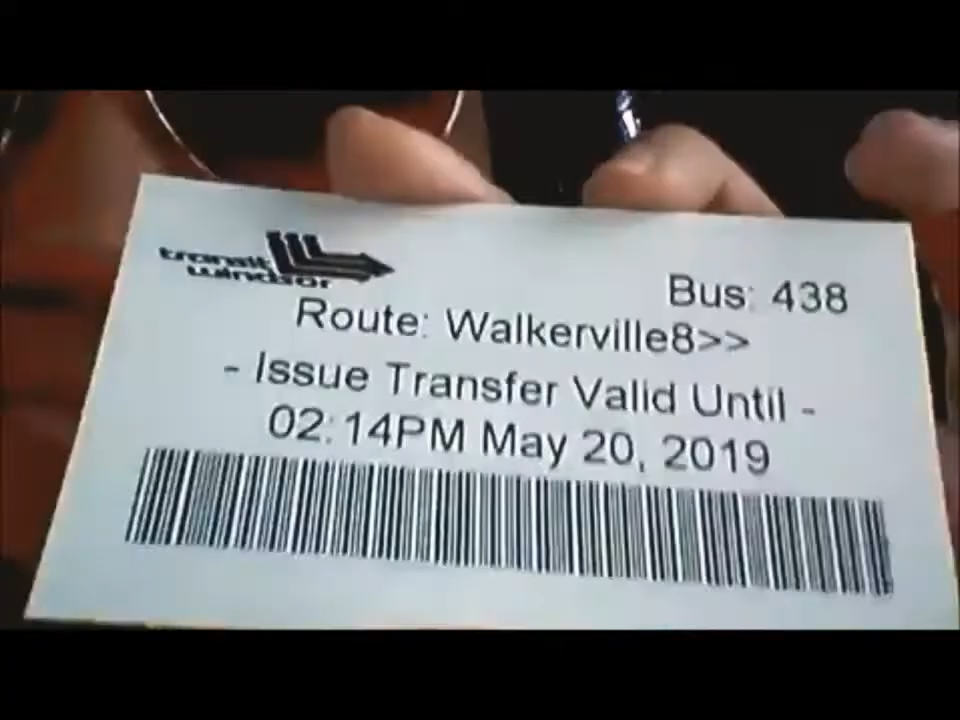 transit
windsor
Bus: 438
Route: Walkerville8>>
- Issue Transfer Valid Until -
02:14PM May 20, 2019